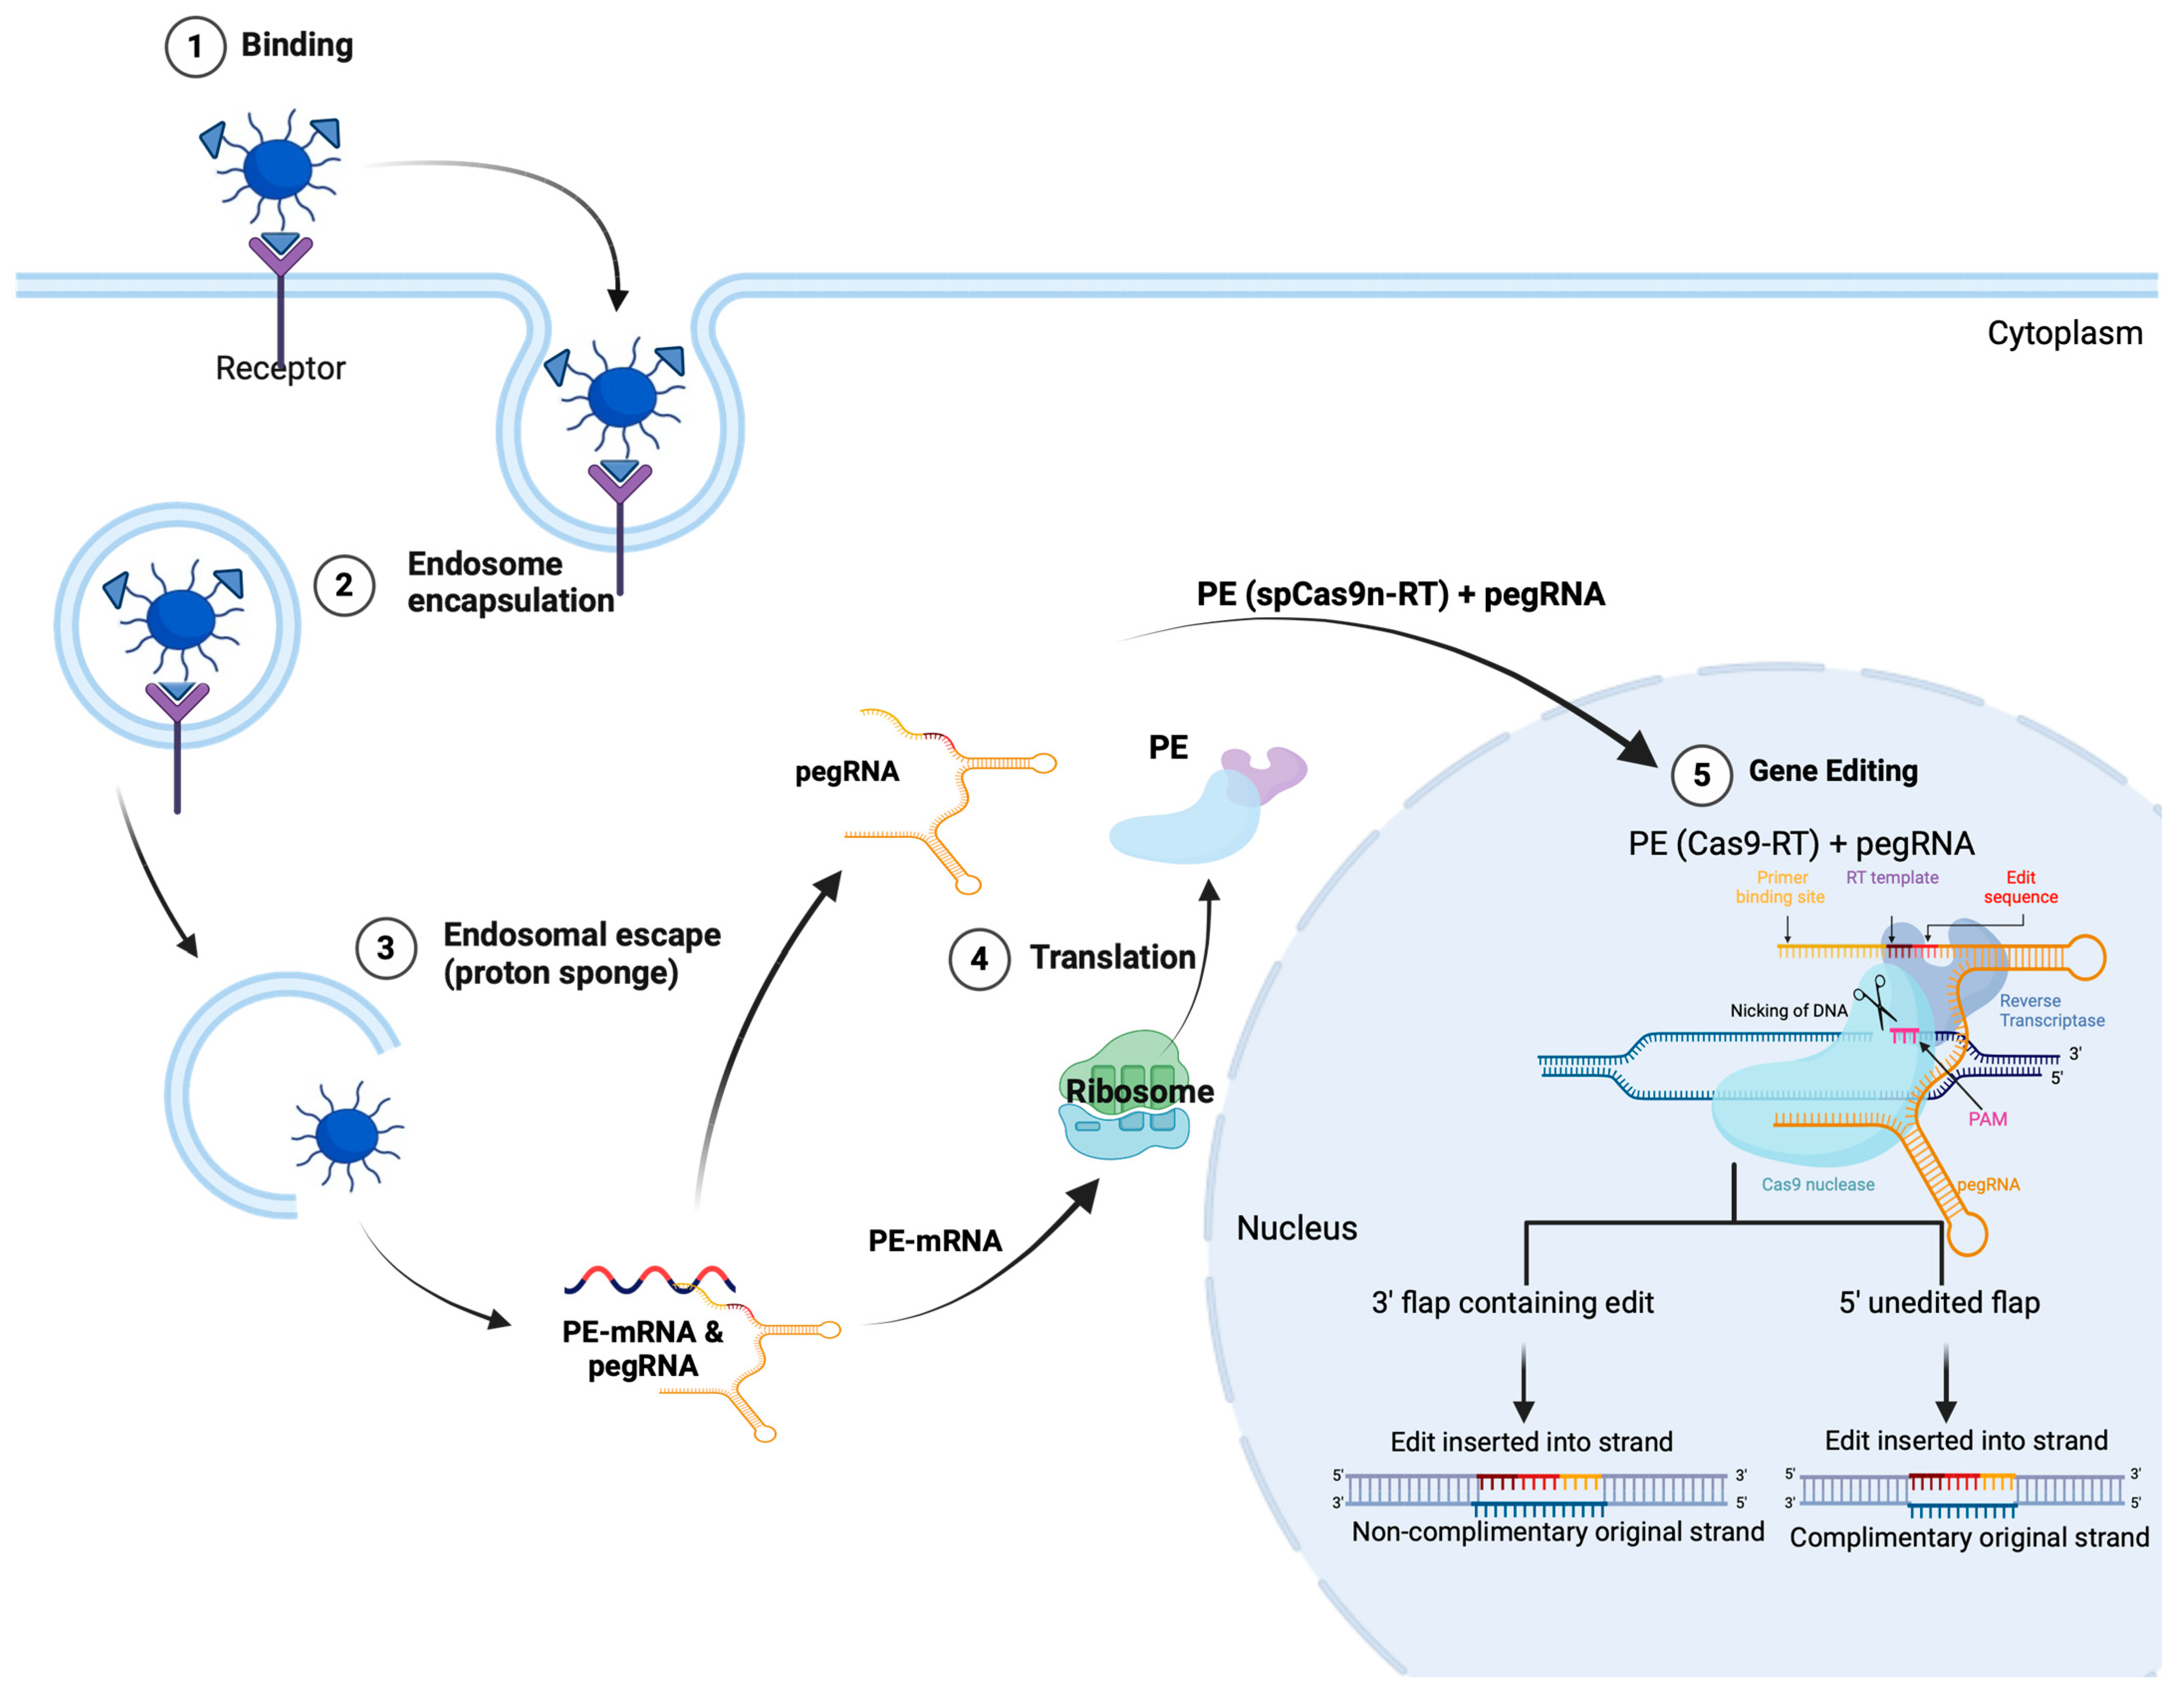 1 Binding
Receptor
Cytoplasm
2 Endosome
encapsulation
PE (spCas9n-RT) + pegRNA
pegRNA
PE
3 Endosomal escape
(proton sponge)
4 Translation
Ribosome
PE-mRNA
PE-mRNA &
pegRNA
Nucleus
5 Gene Editing
PE (Cas9-RT) + pegRNA
Primer
binding site
RT template
Edit
sequence
Nicking of DNA
Reverse
Transcriptase
3'
5'
PAM
Cas9 nuclease
pegRNA
3' flap containing edit
5' unedited flap
Edit inserted into strand
5' 3'
3' 5'
Non-complimentary original strand
Edit inserted into strand
5' 3'
3' 5'
Complimentary original strand